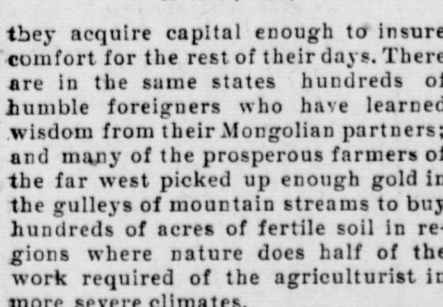 they acquire capital enough to insure
comfort for the rest of their days. There
are in the same states hundreds of
humble foreigners who have learned
wisdom from their Mongolian partners;
and many of the prosperous farmers of
the far west picked up enough gold in
the gulleys of mountain streams to buy
hundreds of acres of fertile soil in re-
gions where nature does half of the
work required of the agriculturist in
more severe climates.